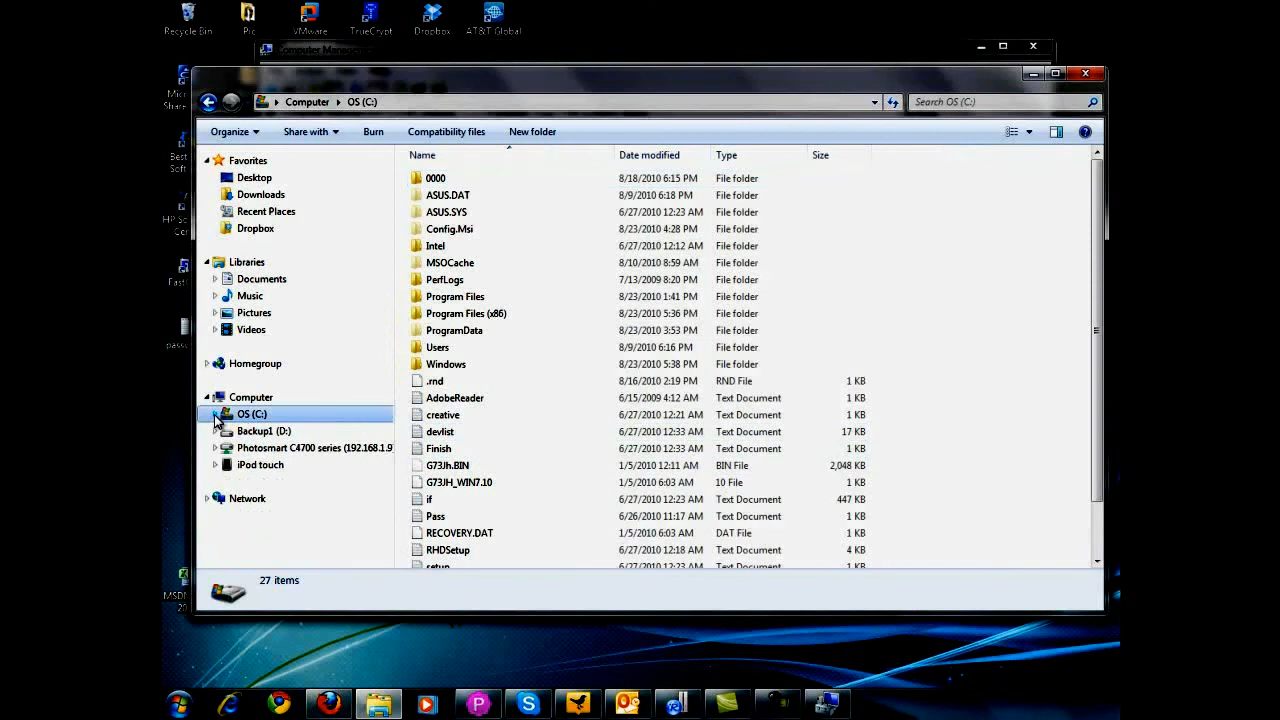 Recycle Bin
Pic
VMware
TrueCrypt
Dropbox
AT&T Global
Computer Manag
Computer
OS (C:)
Search OS (C:)
Organize
Share with
Burn
Compatibility files
New folder
Favorites
Desktop
Downloads
Recent Places
Dropbox
Libraries
Documents
Music
Pictures
Videos
Homegroup
Computer
OS (C:)
Backup1 (D:)
Photosmart C4700 series (192.168.1.9
iPod touch
Network
Name Date modified Type Size
0000 8/18/2010 6:15 PM File folder
ASUS.DAT 8/9/2010 6:18 PM File folder
ASUS.SYS 6/27/2010 12:23 AM File folder
Config.Msi 8/23/2010 4:28 PM File folder
Intel 6/27/2010 12:12 AM File folder
MSOCache 8/10/2010 8:59 AM File folder
PerfLogs 7/13/2009 8:20 PM File folder
Program Files 8/23/2010 1:41 PM File folder
Program Files (x86) 8/23/2010 5:36 PM File folder
ProgramData 8/23/2010 3:53 PM File folder
Users 8/9/2010 6:16 PM File folder
Windows 8/23/2010 5:38 PM File folder
.rnd 8/16/2010 2:19 PM RND File 1 KB
AdobeReader 6/15/2009 4:12 AM Text Document 1 KB
creative 6/27/2010 12:21 AM Text Document 1 KB
devlist 6/27/2010 12:33 AM Text Document 17 KB
Finish 6/27/2010 12:33 AM Text Document 1 KB
G73Jh.BIN 1/5/2010 12:11 AM BIN File 2,048 KB
G73JH_WIN7.10 1/5/2010 6:03 AM 10 File 1 KB
if 6/27/2010 12:23 AM Text Document 447 KB
Pass 6/26/2010 11:17 AM Text Document 1 KB
RECOVERY.DAT 1/5/2010 6:03 AM DAT File 1 KB
RHDSetup 6/27/2010 12:18 AM Text Document 4 KB
setup 6/27/2010 12:23 AM Text Document 1 KB
27 items
Micr
Share
Best
Soft
HP So
Cer
Fast
pass
MSD
20